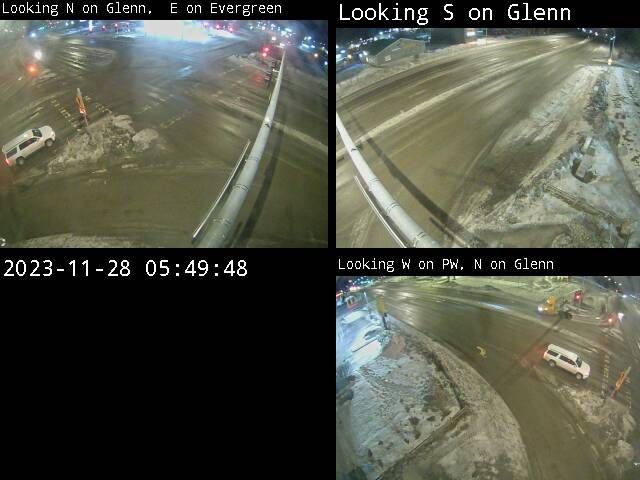 Looking N on Glenn, E on Evergreen
Looking S on Glenn
2023-11-28 05:49:48
Looking W on PW, N on Glenn